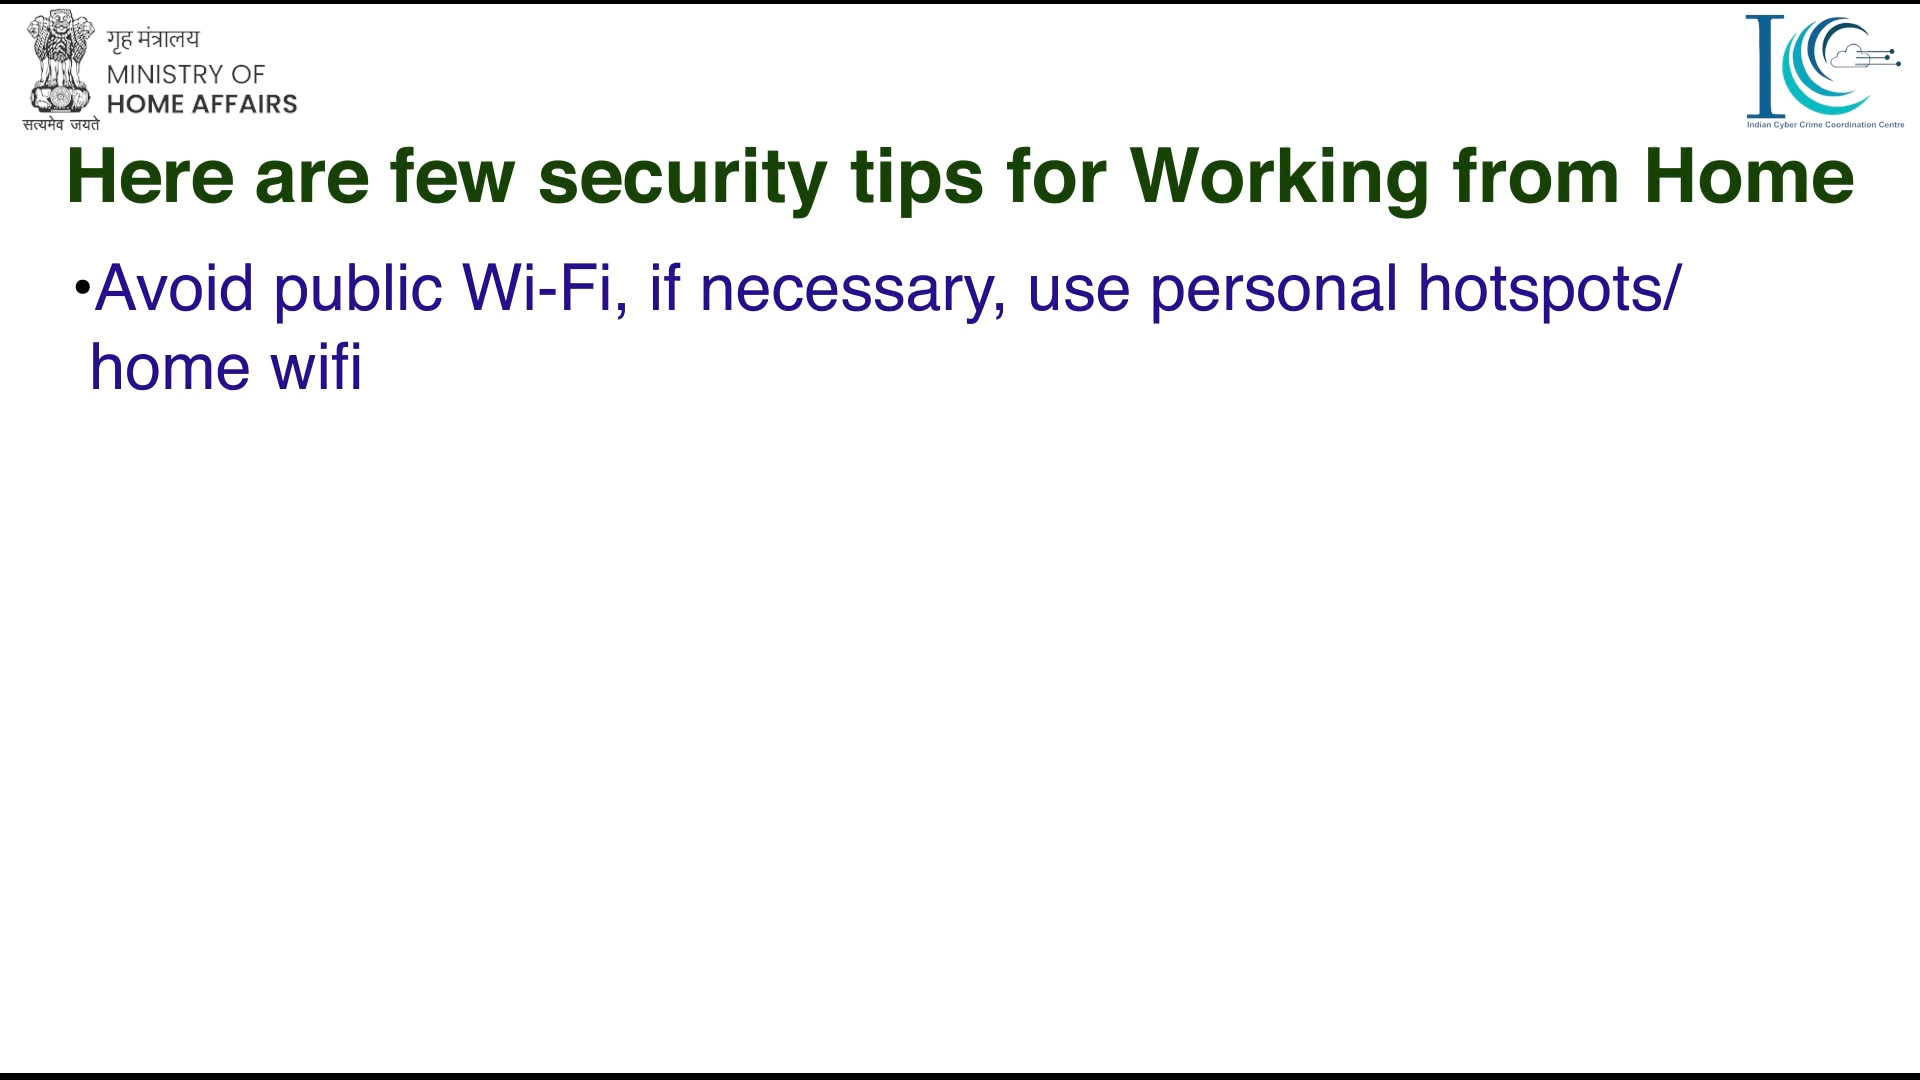 गृह मंत्रालय
MINISTRY OF
HOME AFFAIRS
सत्यमेव जयते
Indian Cyber Crime Coordination Centre
Here are few security tips for Working from Home
•Avoid public Wi-Fi, if necessary, use personal hotspots/
home wifi